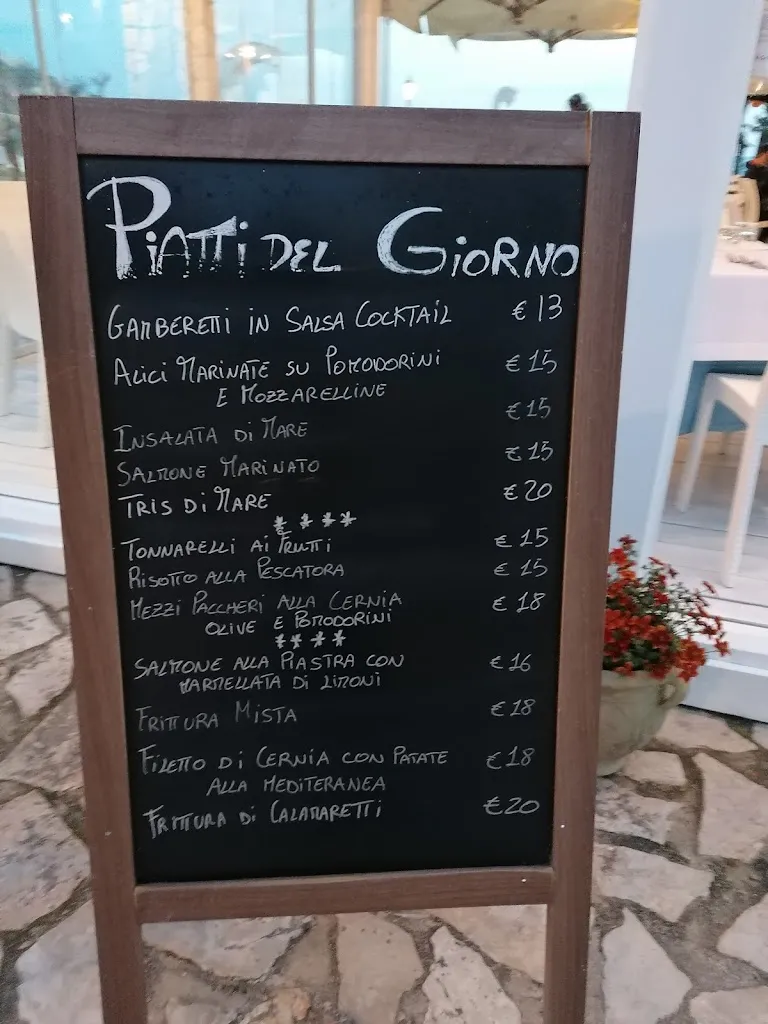 Piatti del Giorno
Gamberetti in Salsa Cocktail € 13
Alici Marinate su Pomodorini € 15
e Mozzarelline
Insalata di Mare € 15
Salmone Marinato € 15
Tris di Mare € 20
****
Tonnarelli ai Frutti € 15
Risotto alla Pescatora € 15
Mezzi Paccheri alla Cernia € 18
Olive e Pomodorini
****
Salmone alla Piastra con € 16
Marmellata di Limoni
Frittura Mista € 18
Filetto di Cernia con Patate € 18
alla Mediteranea
Frittura di Calamaretti € 20